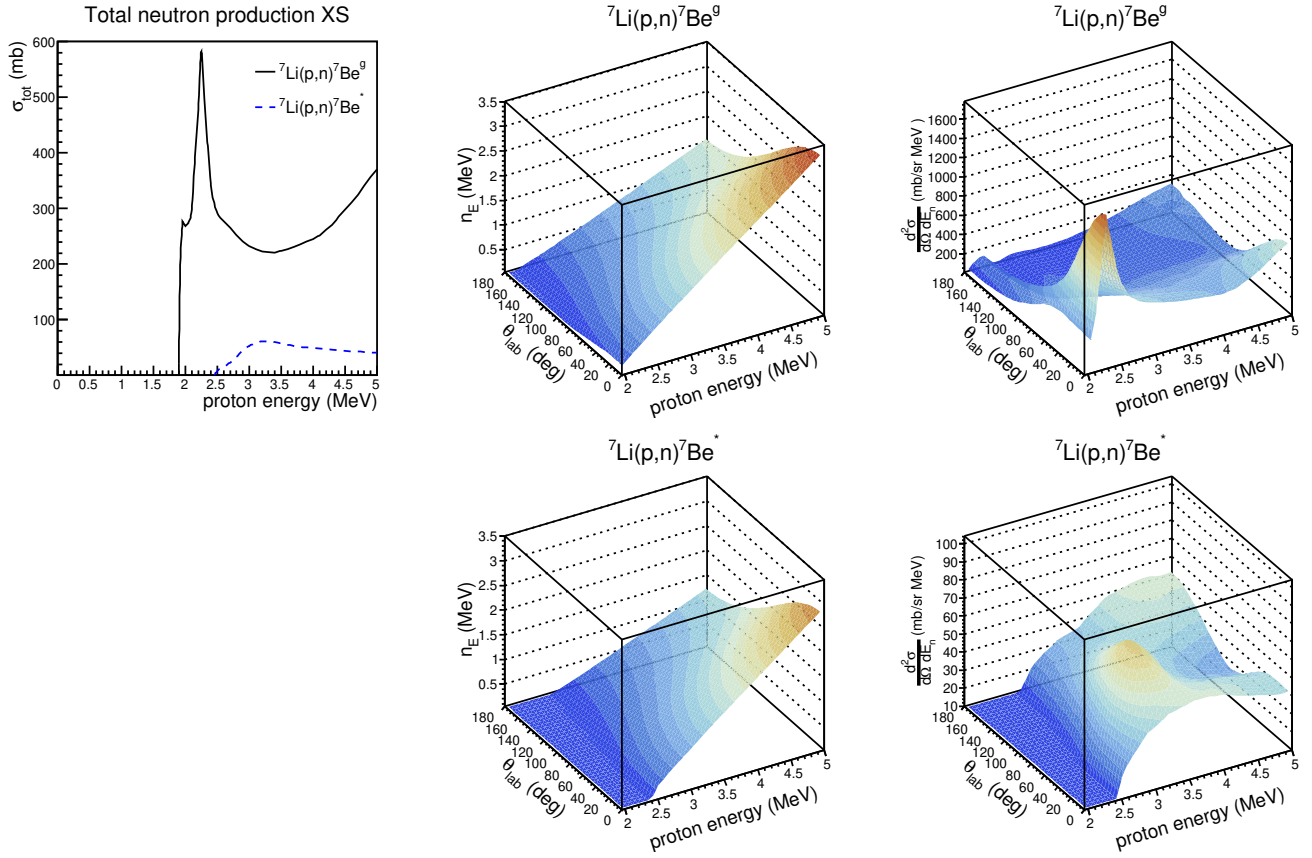 Total neutron production XS
σ_tot (mb)
600
500
400
300
200
100
⁷Li(p,n)⁷Beᵍ
⁷Li(p,n)⁷Be*
0 0.5 1 1.5 2 2.5 3 3.5 4 4.5 5
proton energy (MeV)
⁷Li(p,n)⁷Beᵍ
n_E (MeV)
3.5
3
2.5
2
1.5
1
0.5
180 160 140 120 100 80 60 40 20 0
θ_lab (deg)
2 2.5 3 3.5 4 4.5 5
proton energy (MeV)
⁷Li(p,n)⁷Beᵍ
d²σ/dΩ dE_n (mb/sr MeV)
1600
1400
1200
1000
800
600
400
200
180 160 140 120 100 80 60 40 20 0
θ_lab (deg)
2 2.5 3 3.5 4 4.5 5
proton energy (MeV)
⁷Li(p,n)⁷Be*
n_E (MeV)
3.5
3
2.5
2
1.5
1
0.5
180 160 140 120 100 80 60 40 20 0
θ_lab (deg)
2 2.5 3 3.5 4 4.5 5
proton energy (MeV)
⁷Li(p,n)⁷Be*
d²σ/dΩ dE_n (mb/sr MeV)
100
90
80
70
60
50
40
30
20
10
180 160 140 120 100 80 60 40 20 0
θ_lab (deg)
2 2.5 3 3.5 4 4.5 5
proton energy (MeV)